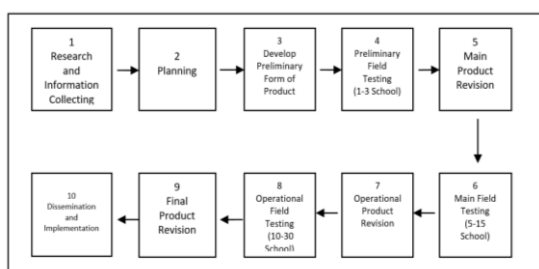 1
Research
and
Information
Collecting
2
Planning
3
Develop
Preliminary
Form of
Product
4
Preliminary
Field
Testing
(1-3 School)
5
Main
Product
Revision
6
Main Field
Testing
(5-15
School)
7
Operational
Product
Revision
8
Operational
Field
Testing
(10-30
School)
9
Final
Product
Revision
10
Dissemination
and
Implementation